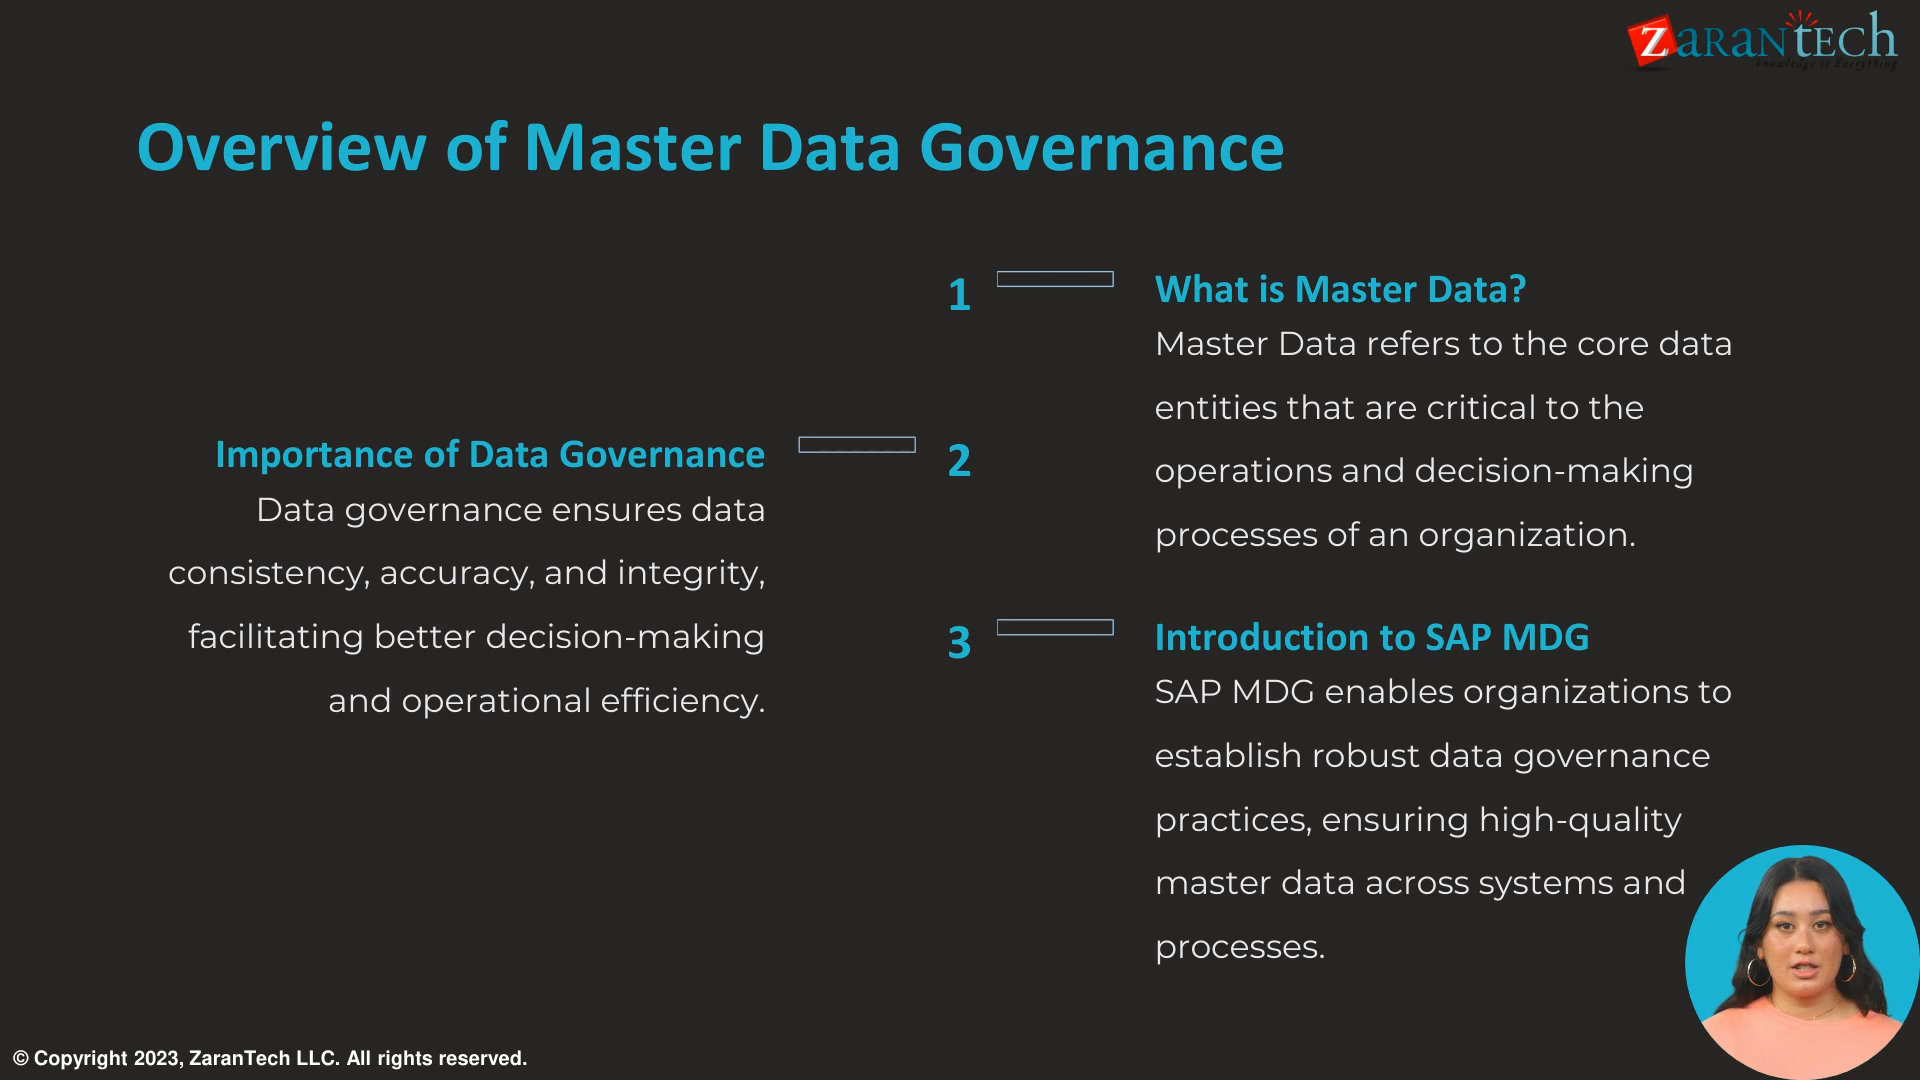 ZaranTech
knowledge is Everything
Overview of Master Data Governance
1
What is Master Data?
Master Data refers to the core data
entities that are critical to the
operations and decision-making
processes of an organization.
2
Importance of Data Governance
Data governance ensures data
consistency, accuracy, and integrity,
facilitating better decision-making
and operational efficiency.
3
Introduction to SAP MDG
SAP MDG enables organizations to
establish robust data governance
practices, ensuring high-quality
master data across systems and
processes.
© Copyright 2023, ZaranTech LLC. All rights reserved.